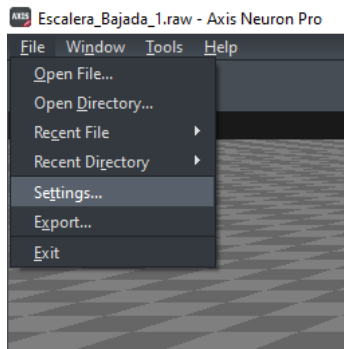 AXIS Escalera_Bajada_1.raw - Axis Neuron Pro
File Window Tools Help
Open File...
Open Directory...
Recent File
Recent Directory
Settings...
Export...
Exit